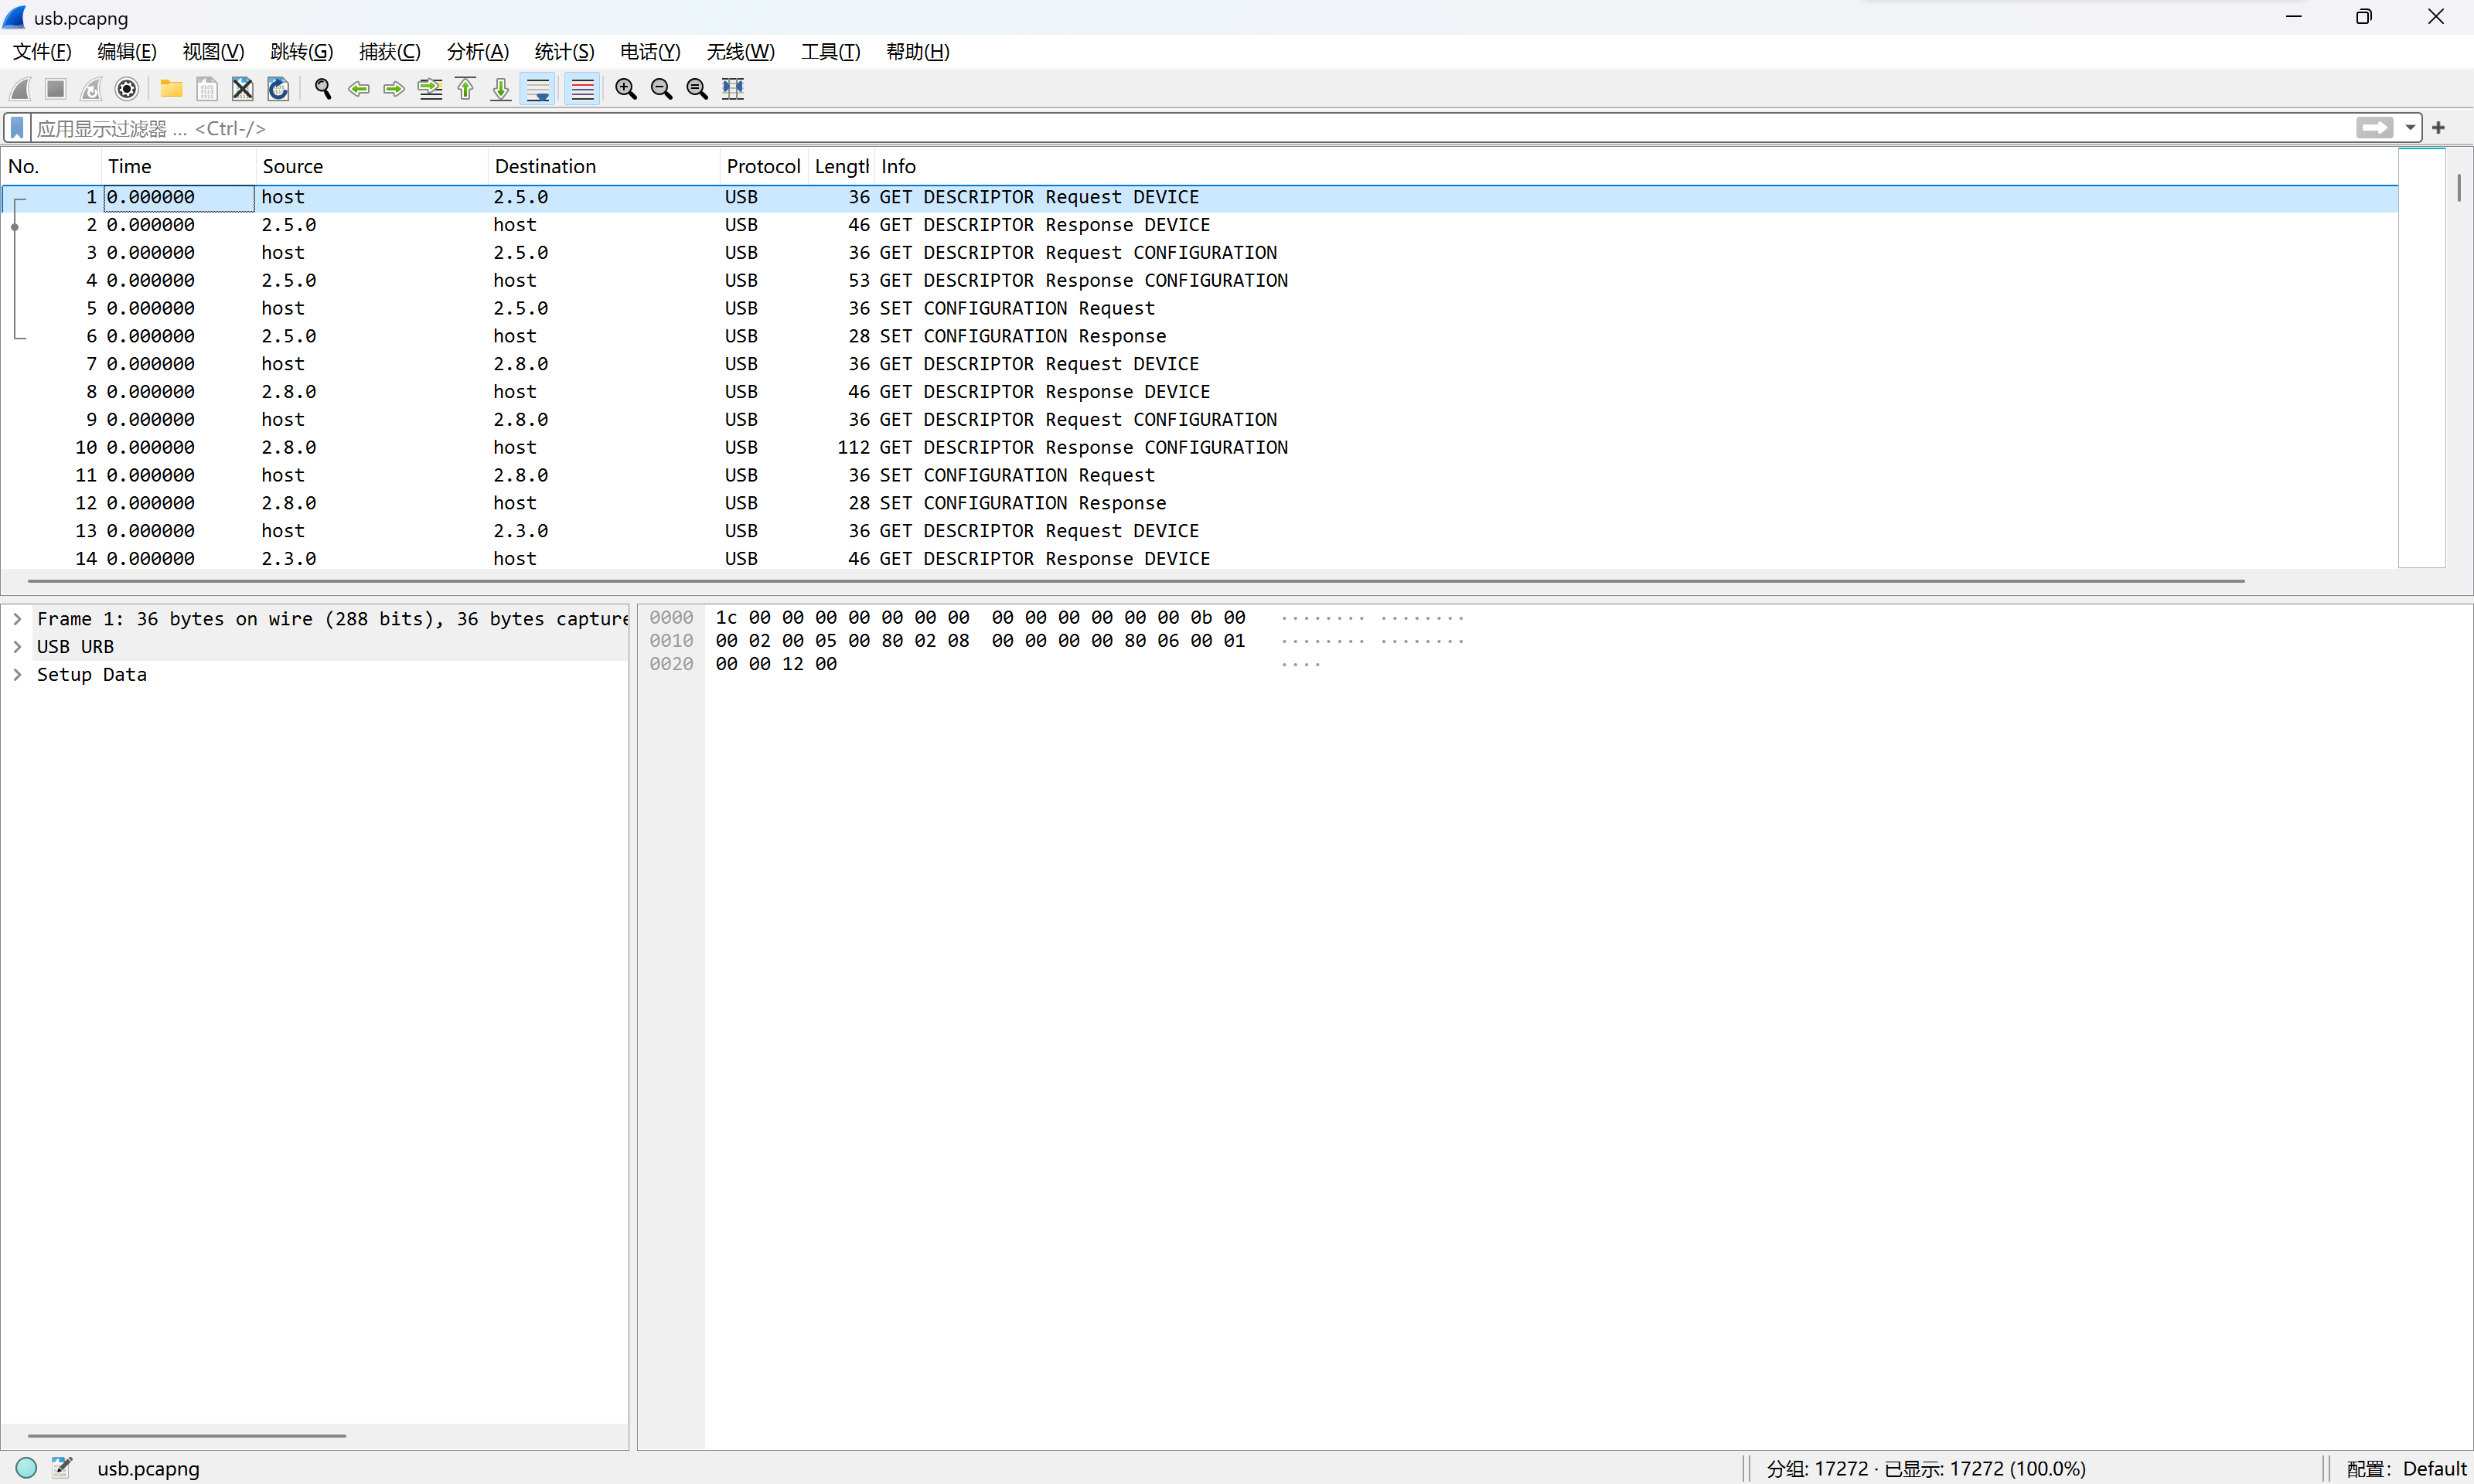 usb.pcapng
文件(F) 编辑(E) 视图(V) 跳转(G) 捕获(C) 分析(A) 统计(S) 电话(Y) 无线(W) 工具(T) 帮助(H)
应用显示过滤器 … <Ctrl-/>
No. Time Source Destination Protocol Lengtl Info
1 0.000000 host 2.5.0 USB 36 GET DESCRIPTOR Request DEVICE
2 0.000000 2.5.0 host USB 46 GET DESCRIPTOR Response DEVICE
3 0.000000 host 2.5.0 USB 36 GET DESCRIPTOR Request CONFIGURATION
4 0.000000 2.5.0 host USB 53 GET DESCRIPTOR Response CONFIGURATION
5 0.000000 host 2.5.0 USB 36 SET CONFIGURATION Request
6 0.000000 2.5.0 host USB 28 SET CONFIGURATION Response
7 0.000000 host 2.8.0 USB 36 GET DESCRIPTOR Request DEVICE
8 0.000000 2.8.0 host USB 46 GET DESCRIPTOR Response DEVICE
9 0.000000 host 2.8.0 USB 36 GET DESCRIPTOR Request CONFIGURATION
10 0.000000 2.8.0 host USB 112 GET DESCRIPTOR Response CONFIGURATION
11 0.000000 host 2.8.0 USB 36 SET CONFIGURATION Request
12 0.000000 2.8.0 host USB 28 SET CONFIGURATION Response
13 0.000000 host 2.3.0 USB 36 GET DESCRIPTOR Request DEVICE
14 0.000000 2.3.0 host USB 46 GET DESCRIPTOR Response DEVICE
Frame 1: 36 bytes on wire (288 bits), 36 bytes capture
USB URB
Setup Data
0000 1c 00 00 00 00 00 00 00 00 00 00 00 00 00 0b 00 ········ ········
0010 00 02 00 05 00 80 02 08 00 00 00 00 80 06 00 01 ········ ········
0020 00 00 12 00 ····
usb.pcapng 分组: 17272 · 已显示: 17272 (100.0%) 配置: Default